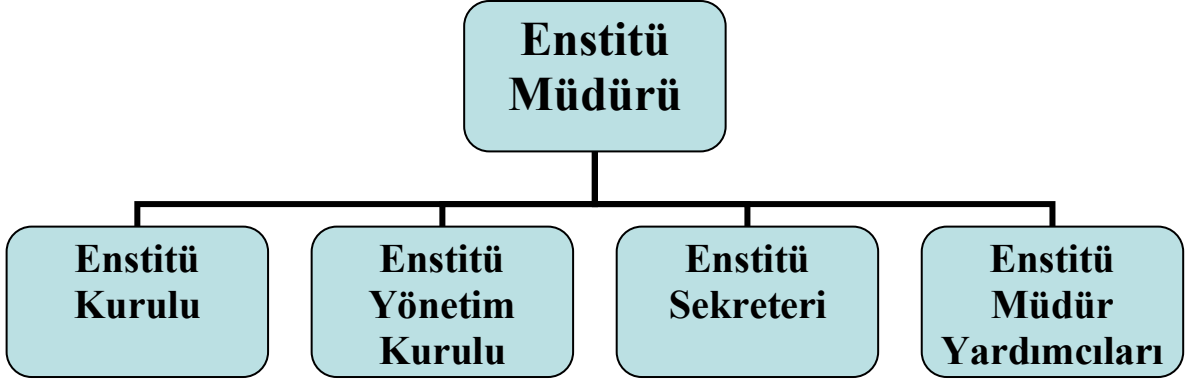 Enstitü
Müdürü
Enstitü
Kurulu
Enstitü
Yönetim
Kurulu
Enstitü
Sekreteri
Enstitü
Müdür
Yardımcıları